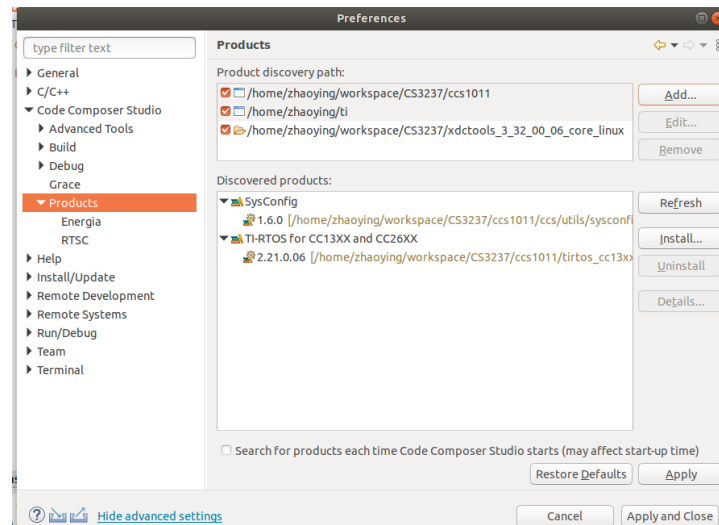 Preferences
type filter text
General
C/C++
Code Composer Studio
Advanced Tools
Build
Debug
Grace
Products
Energia
RTSC
Help
Install/Update
Remote Development
Remote Systems
Run/Debug
Team
Terminal
Products
Product discovery path:
/home/zhaoying/workspace/CS3237/ccs1011
/home/zhaoying/ti
/home/zhaoying/workspace/CS3237/xdctools_3_32_00_06_core_linux
Add...
Edit...
Remove
Discovered products:
SysConfig
1.6.0 [/home/zhaoying/workspace/CS3237/ccs1011/ccs/utils/sysconfi
TI-RTOS for CC13XX and CC26XX
2.21.0.06 [/home/zhaoying/workspace/CS3237/ccs1011/tirtos_cc13x
Refresh
Install...
Uninstall
Details...
Search for products each time Code Composer Studio starts (may affect start-up time)
Restore Defaults
Apply
Hide advanced settings
Cancel
Apply and Close